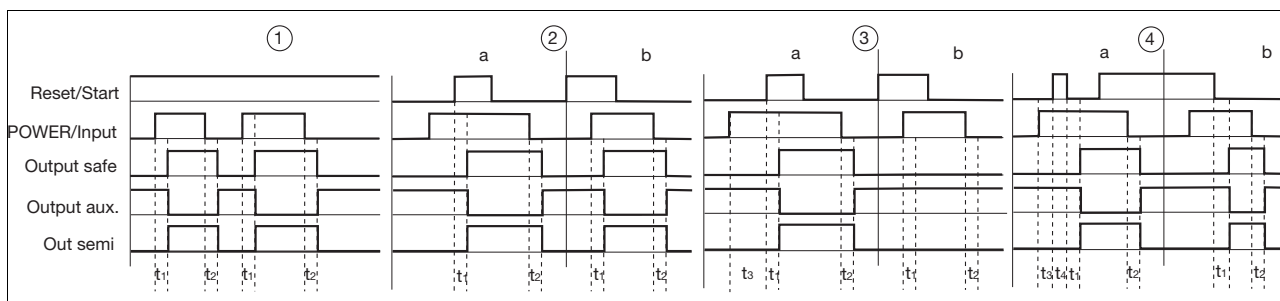 1 2 3 4
a b a b a b
Reset/Start
POWER/Input
Output safe
Output aux.
Out semi
t1 t2 t1 t2 t1 t2 t1 t2 t3 t1 t2 t1 t2 t3 t4 t1 t2 t1 t2